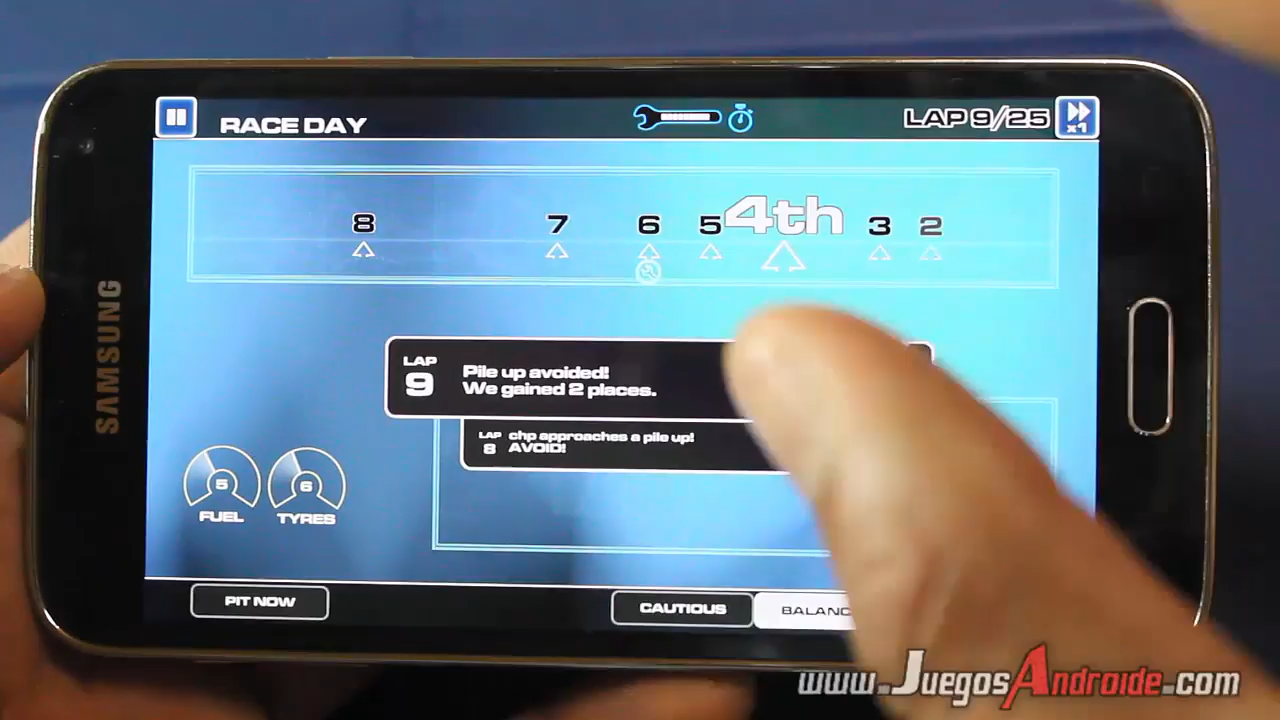 SAMSUNG
RACE DAY
LAP 9/25
x1
8 7 6 5 4th 3 2
LAP
9
Pile up avoided!
We gained 2 places.
LAP
8
chp approaches a pile up!
AVOID!
5 6
FUEL TYRES
PIT NOW
CAUTIOUS
BALANC
www.JuegosAndroide.com